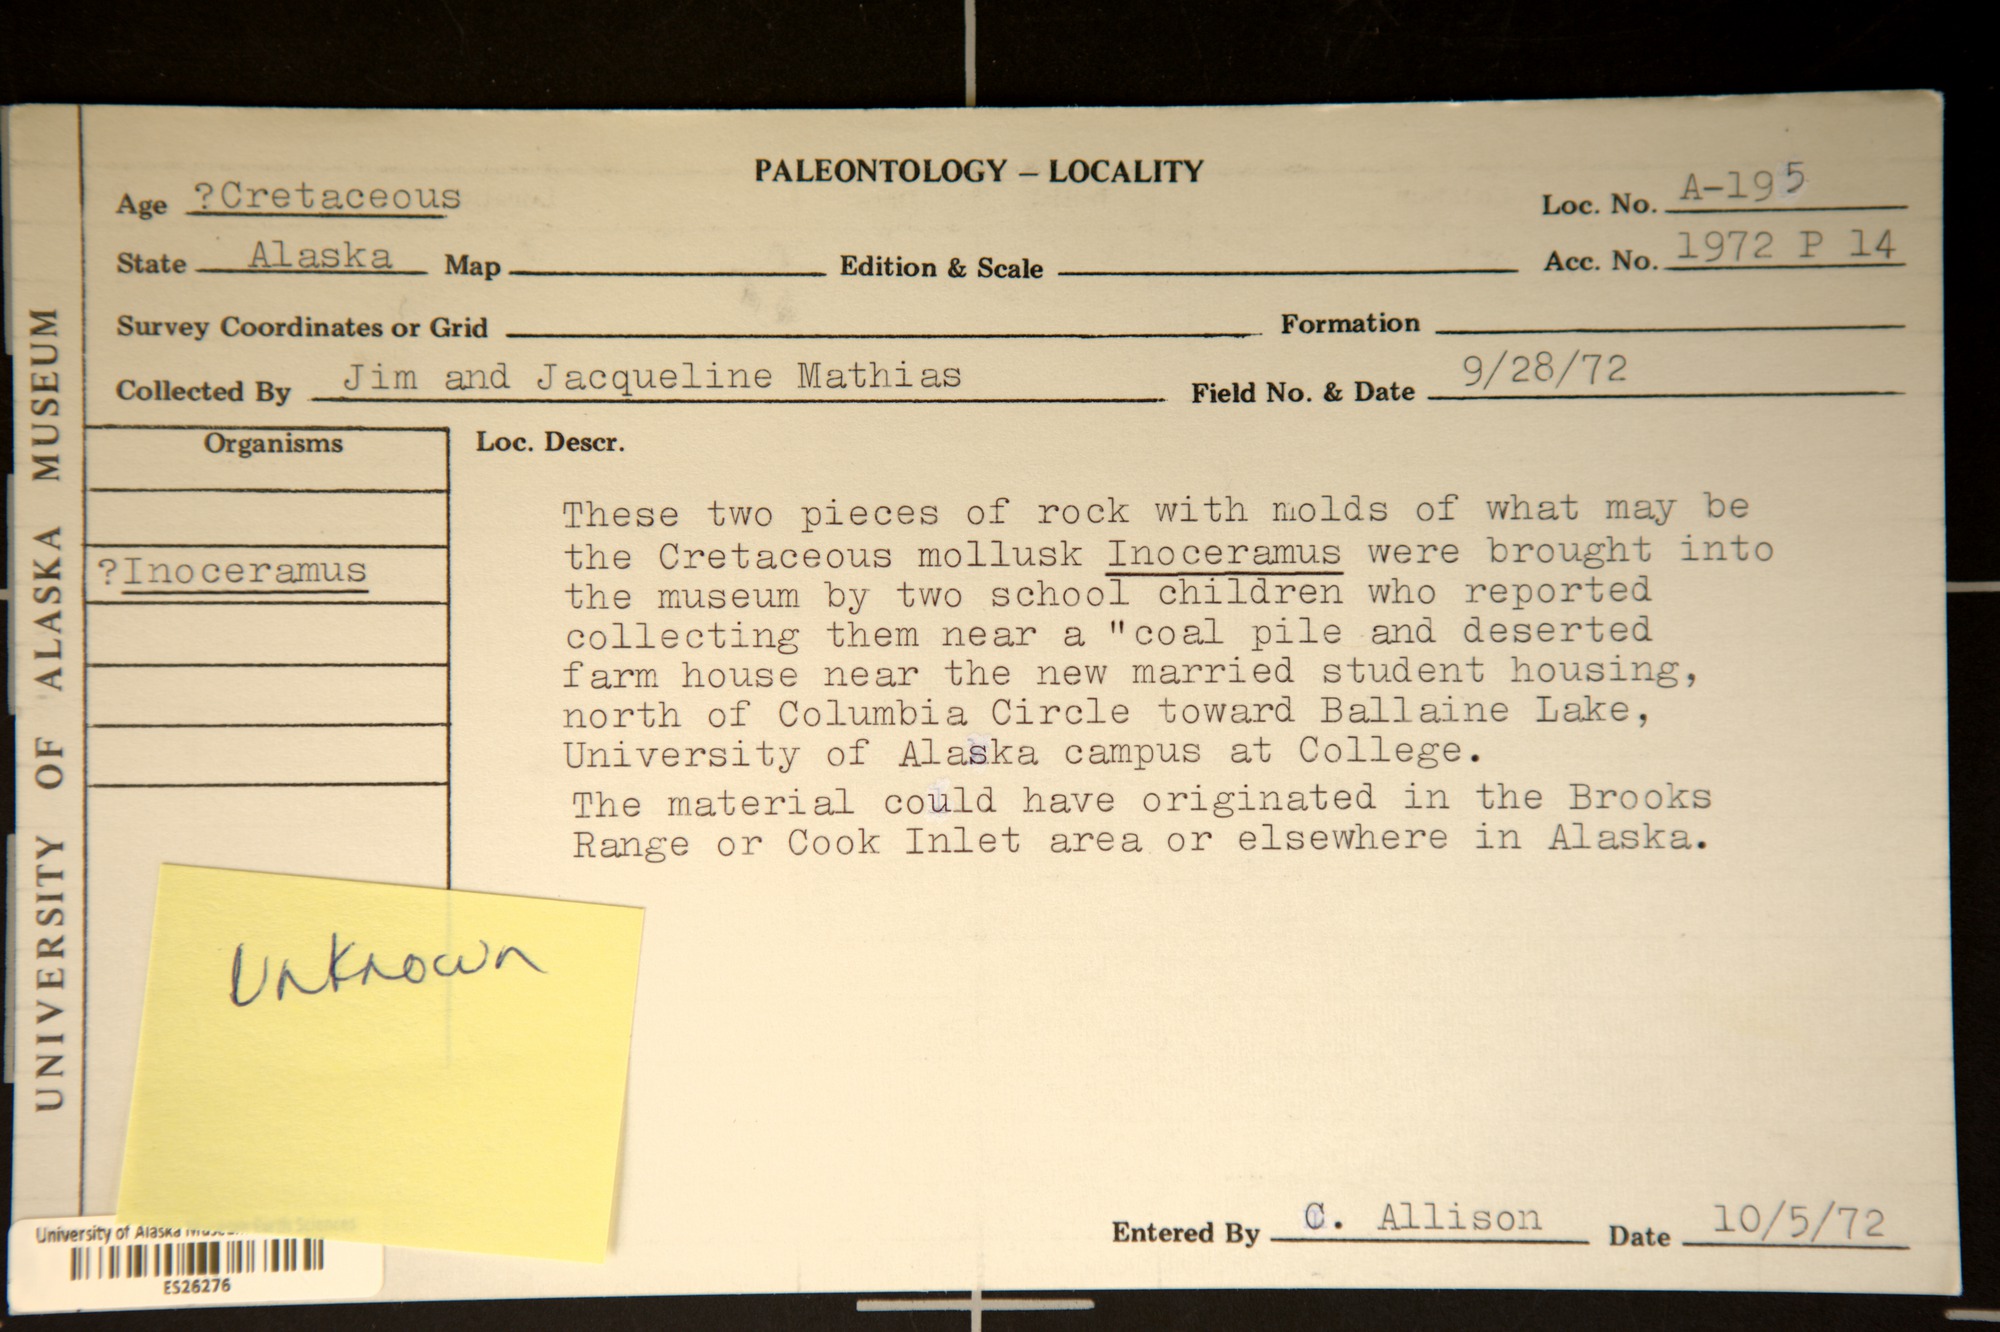 PALEONTOLOGY – LOCALITY
Age ?Cretaceous
Loc. No. A-195
State Alaska Map Edition & Scale Acc. No. 1972 P 14
Survey Coordinates or Grid Formation
Collected By Jim and Jacqueline Mathias Field No. & Date 9/28/72
Organisms
?Inoceramus
Loc. Descr.
These two pieces of rock with molds of what may be
the Cretaceous mollusk Inoceramus were brought into
the museum by two school children who reported
collecting them near a "coal pile and deserted
farm house near the new married student housing,
north of Columbia Circle toward Ballaine Lake,
University of Alaska campus at College.
The material could have originated in the Brooks
Range or Cook Inlet area or elsewhere in Alaska.
Unknown
Entered By C. Allison Date 10/5/72
UNIVERSITY OF ALASKA MUSEUM
University of Alaska Museum Earth Sciences
ES26276